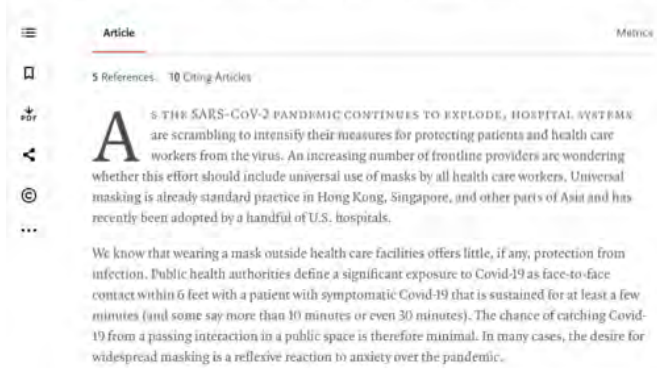 Article
Metrics
5 References 10 Citing Articles
PDF
AS THE SARS-COV-2 PANDEMIC CONTINUES TO EXPLODE, HOSPITAL SYSTEMS
are scrambling to intensify their measures for protecting patients and health care
workers from the virus. An increasing number of frontline providers are wondering
whether this effort should include universal use of masks by all health care workers. Universal
masking is already standard practice in Hong Kong, Singapore, and other parts of Asia and has
recently been adopted by a handful of U.S. hospitals.
We know that wearing a mask outside health care facilities offers little, if any, protection from
infection. Public health authorities define a significant exposure to Covid-19 as face-to-face
contact within 6 feet with a patient with symptomatic Covid-19 that is sustained for at least a few
minutes (and some say more than 10 minutes or even 30 minutes). The chance of catching Covid-
19 from a passing interaction in a public space is therefore minimal. In many cases, the desire for
widespread masking is a reflexive reaction to anxiety over the pandemic.